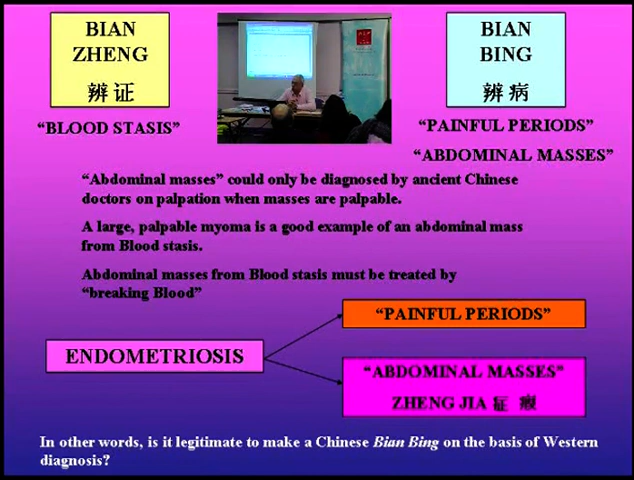 BIAN
ZHENG
辨 证
BIAN
BING
辨 病
“BLOOD STASIS”
“PAINFUL PERIODS”
“ABDOMINAL MASSES”
“Abdominal masses” could only be diagnosed by ancient Chinese
doctors on palpation when masses are palpable.
A large, palpable myoma is a good example of an abdominal mass
from Blood stasis.
Abdominal masses from Blood stasis must be treated by
“breaking Blood”
“PAINFUL PERIODS”
ENDOMETRIOSIS
“ABDOMINAL MASSES”
ZHENG JIA
In other words, is it legitimate to make a Chinese Bian Bing on the basis of Western
diagnosis?